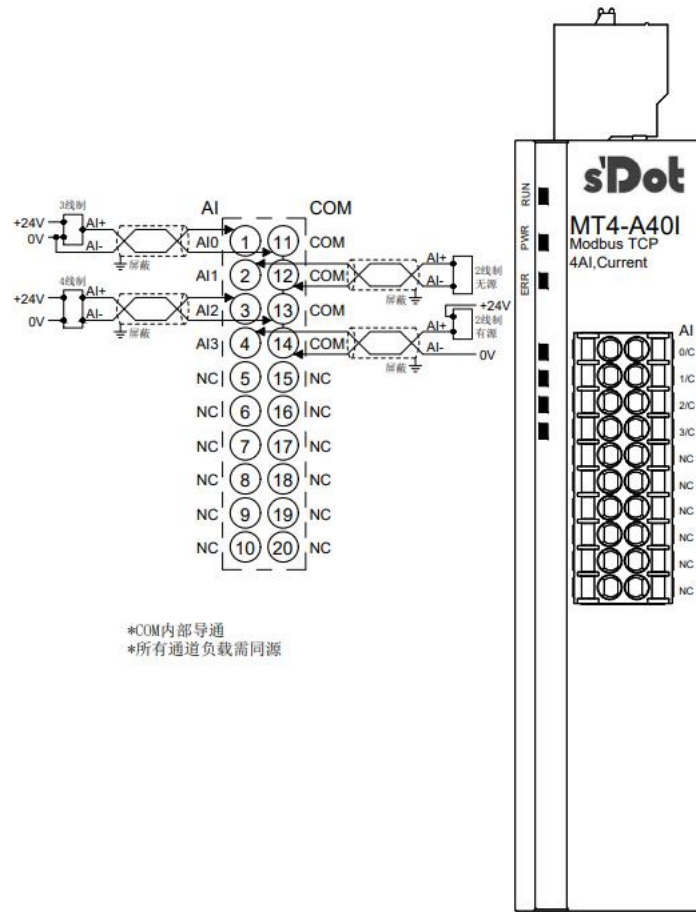 3线制
+24V
0V
AI+
AI-
屏蔽
4线制
+24V
0V
AI+
AI-
屏蔽
AI COM
AI0 1 11 COM
AI1 2 12 COM
AI2 3 13 COM
AI3 4 14 COM
NC 5 15 NC
NC 6 16 NC
NC 7 17 NC
NC 8 18 NC
NC 9 19 NC
NC 10 20 NC
AI+
AI-
屏蔽
2线制
无源
+24V
AI+
AI-
0V
屏蔽
2线制
有源
*COM内部导通
*所有通道负载需同源
s'Dot
RUN
PWR
ERR
MT4-A40I
Modbus TCP
4AI,Current
AI
0/C
1/C
2/C
3/C
NC
NC
NC
NC
NC
NC